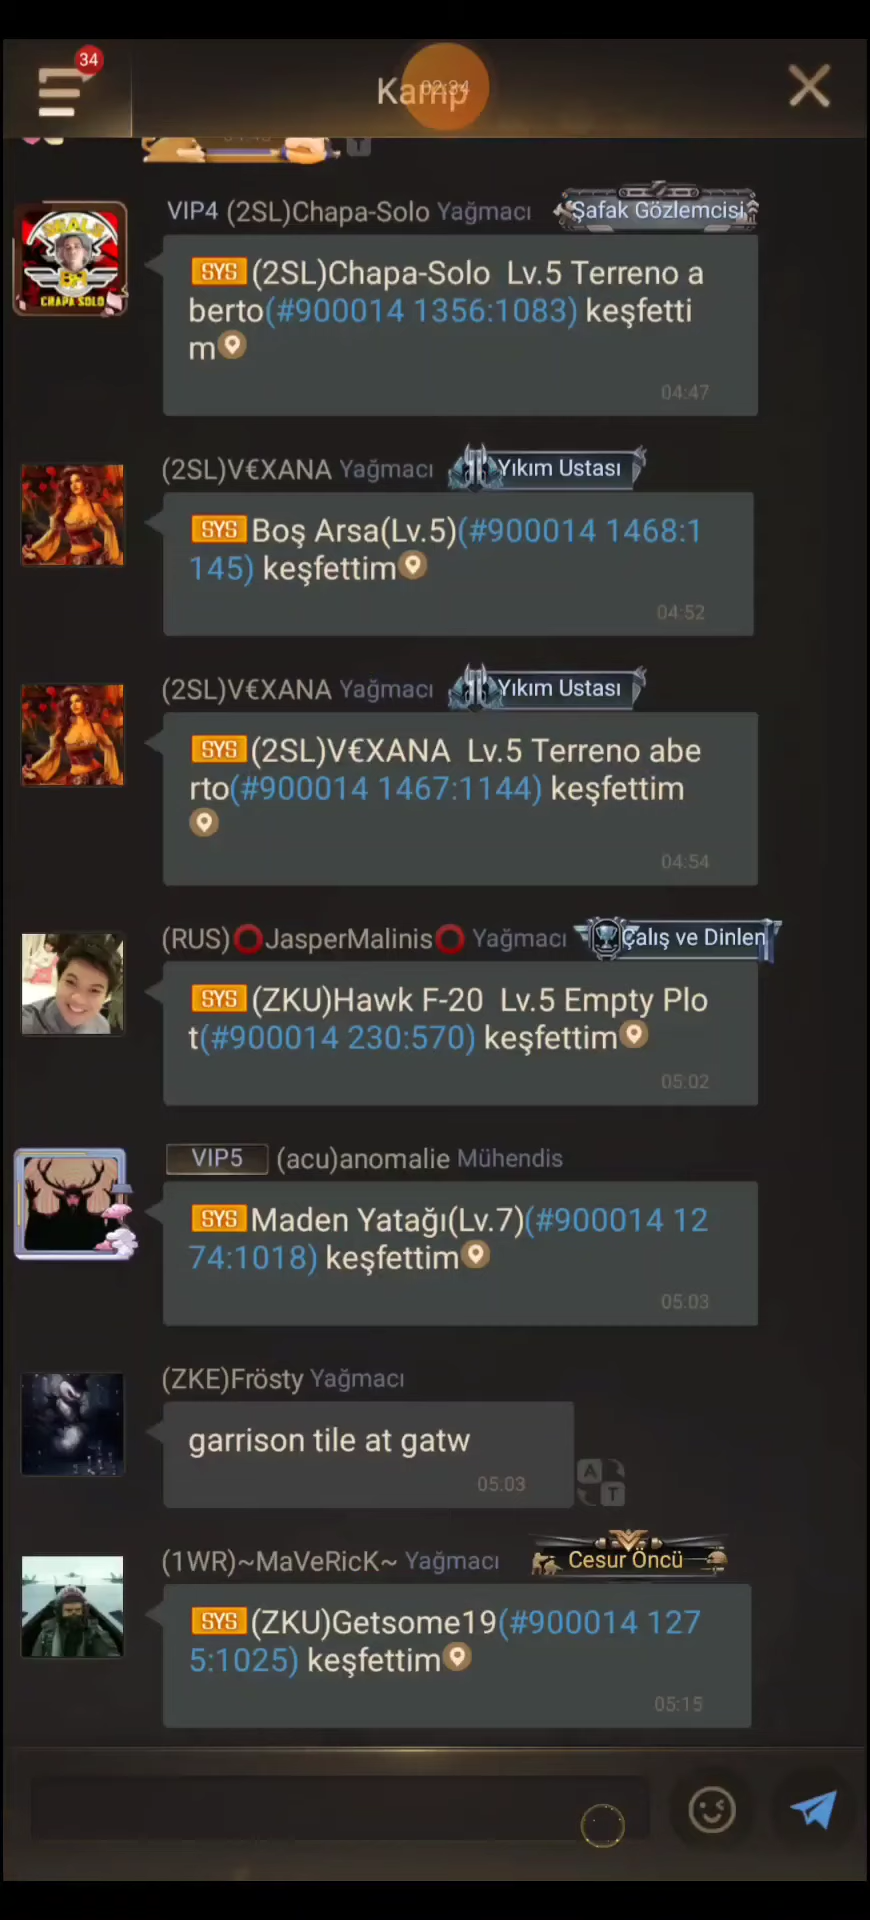 34
Kamp
02:34
VIP4 (2SL)Chapa-Solo Yağmacı Şafak Gözlemcisi
CHAPA SOLO
SYS (2SL)Chapa-Solo Lv.5 Terreno a
berto(#900014 1356:1083) keşfetti
m
04:47
(2SL)V€XANA Yağmacı Yıkım Ustası
SYS Boş Arsa(Lv.5)(#900014 1468:1
145) keşfettim
04:52
(2SL)V€XANA Yağmacı Yıkım Ustası
SYS (2SL)V€XANA Lv.5 Terreno abe
rto(#900014 1467:1144) keşfettim
04:54
(RUS)⭕JasperMalinis⭕ Yağmacı Çalış ve Dinlen
SYS (ZKU)Hawk F-20 Lv.5 Empty Plo
t(#900014 230:570) keşfettim
05:02
VIP5 (acu)anomalie Mühendis
SYS Maden Yatağı(Lv.7)(#900014 12
74:1018) keşfettim
05:03
(ZKE)Frösty Yağmacı
garrison tile at gatw
05:03
A
T
(1WR)~MaVeRicK~ Yağmacı Cesur Öncü
SYS (ZKU)Getsome19(#900014 127
5:1025) keşfettim
05:15